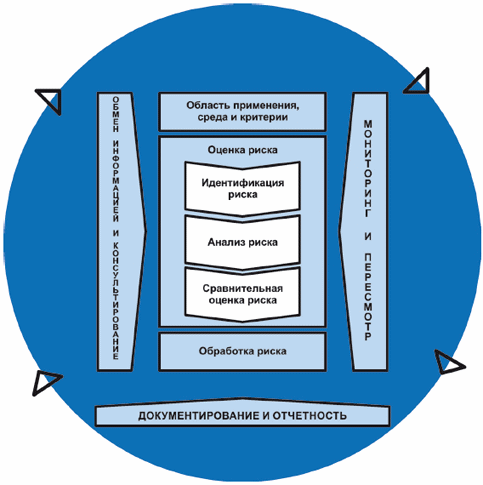 ОБМЕН ИНФОРМАЦИЕЙ И КОНСУЛЬТИРОВАНИЕ
Область применения,
среда и критерии
Оценка риска
Идентификация
риска
Анализ риска
Сравнительная
оценка риска
Обработка риска
МОНИТОРИНГ И ПЕРЕСМОТР
ДОКУМЕНТИРОВАНИЕ И ОТЧЕТНОСТЬ